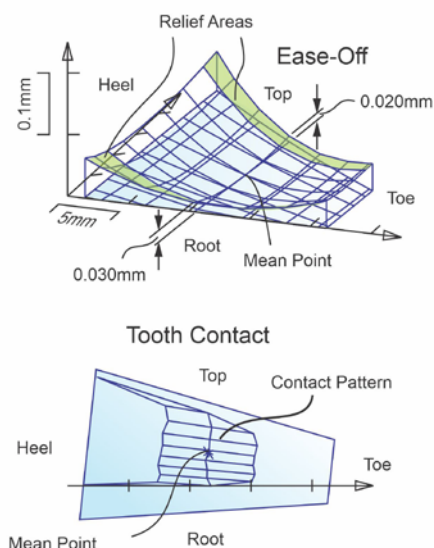 Relief Areas
Ease-Off
Heel
Top
0.020mm
0.1mm
Toe
5mm
Root
Mean Point
0.030mm
Tooth Contact
Top
Contact Pattern
Heel
Toe
Mean Point
Root